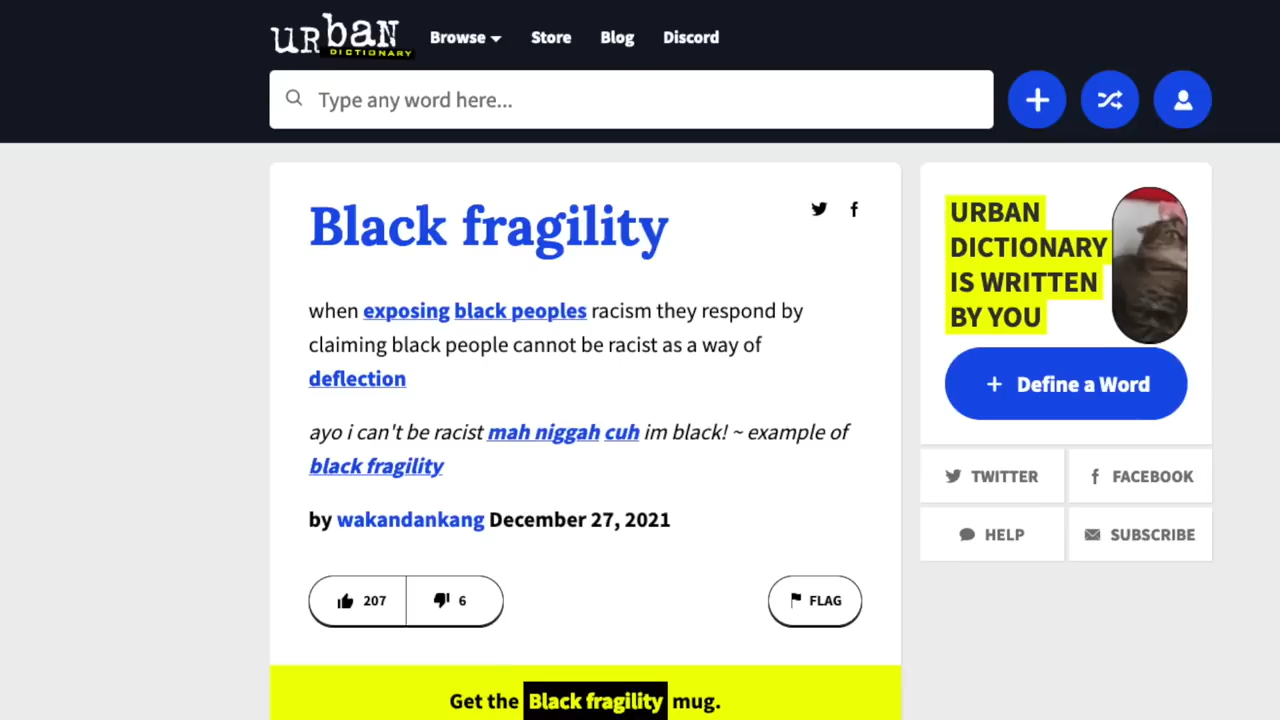 urban
DICTIONARY
Browse
Store
Blog
Discord
Type any word here...
Black fragility
when exposing black peoples racism they respond by
claiming black people cannot be racist as a way of
deflection
ayo i can't be racist mah niggah cuh im black! ~ example of
black fragility
by wakandankang December 27, 2021
207
6
FLAG
Get the Black fragility mug.
URBAN
DICTIONARY
IS WRITTEN
BY YOU
+ Define a Word
TWITTER
FACEBOOK
HELP
SUBSCRIBE